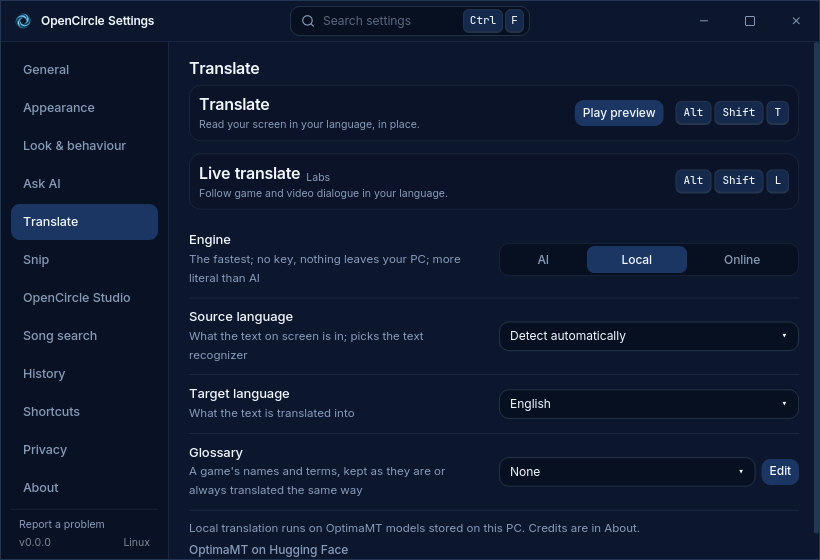 OpenCircle Settings
Search settings
Ctrl F
General
Appearance
Look & behaviour
Ask AI
Translate
Snip
OpenCircle Studio
Song search
History
Shortcuts
Privacy
About
Report a problem
v0.0.0 Linux
Translate
Translate
Read your screen in your language, in place.
Play preview
Alt Shift T
Live translate Labs
Follow game and video dialogue in your language.
Alt Shift L
Engine
The fastest; no key, nothing leaves your PC; more
literal than AI
AI Local Online
Source language
What the text on screen is in; picks the text
recognizer
Detect automatically
Target language
What the text is translated into
English
Glossary
A game's names and terms, kept as they are or
always translated the same way
None
Edit
Local translation runs on OptimaMT models stored on this PC. Credits are in About.
OptimaMT on Hugging Face